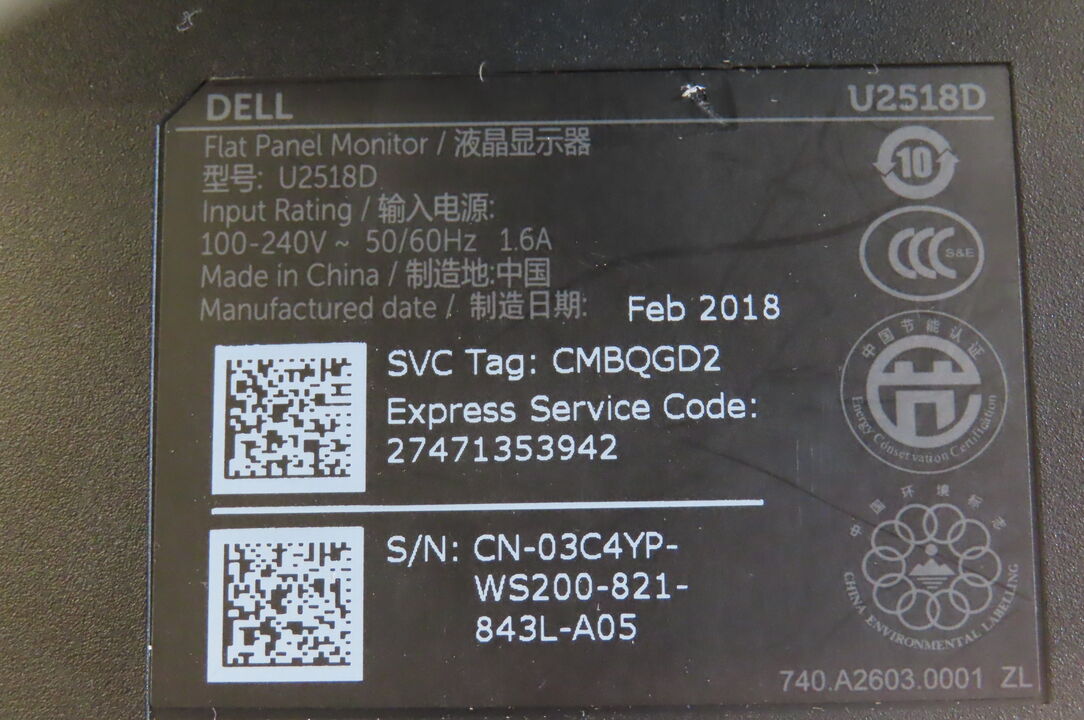 DELL
U2518D
Flat Panel Monitor / 液晶显示器
型号: U2518D
Input Rating / 输入电源:
100-240V ~ 50/60Hz 1.6A
Made in China / 制造地:中国
Manufactured date / 制造日期: Feb 2018
10
CCC S&E
中国节能认证
Energy Conservation Certification
SVC Tag: CMBQGD2
Express Service Code:
27471353942
S/N: CN-03C4YP-
WS200-821-
843L-A05
中国环境标志
CHINA ENVIRONMENTAL LABELLING
740.A2603.0001 ZL